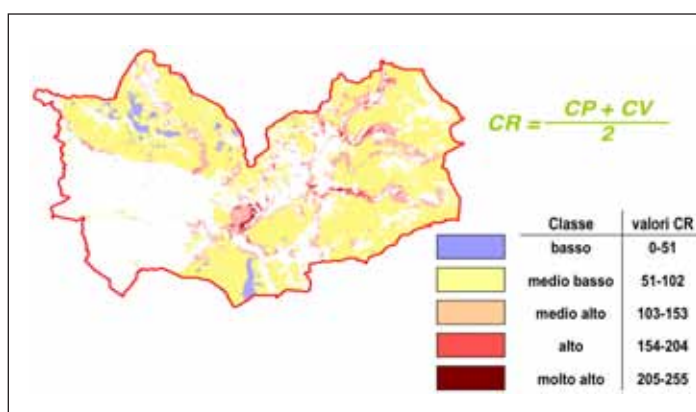 CR = CP + CV
2
Classe valori CR
basso 0-51
medio basso 51-102
medio alto 103-153
alto 154-204
molto alto 205-255